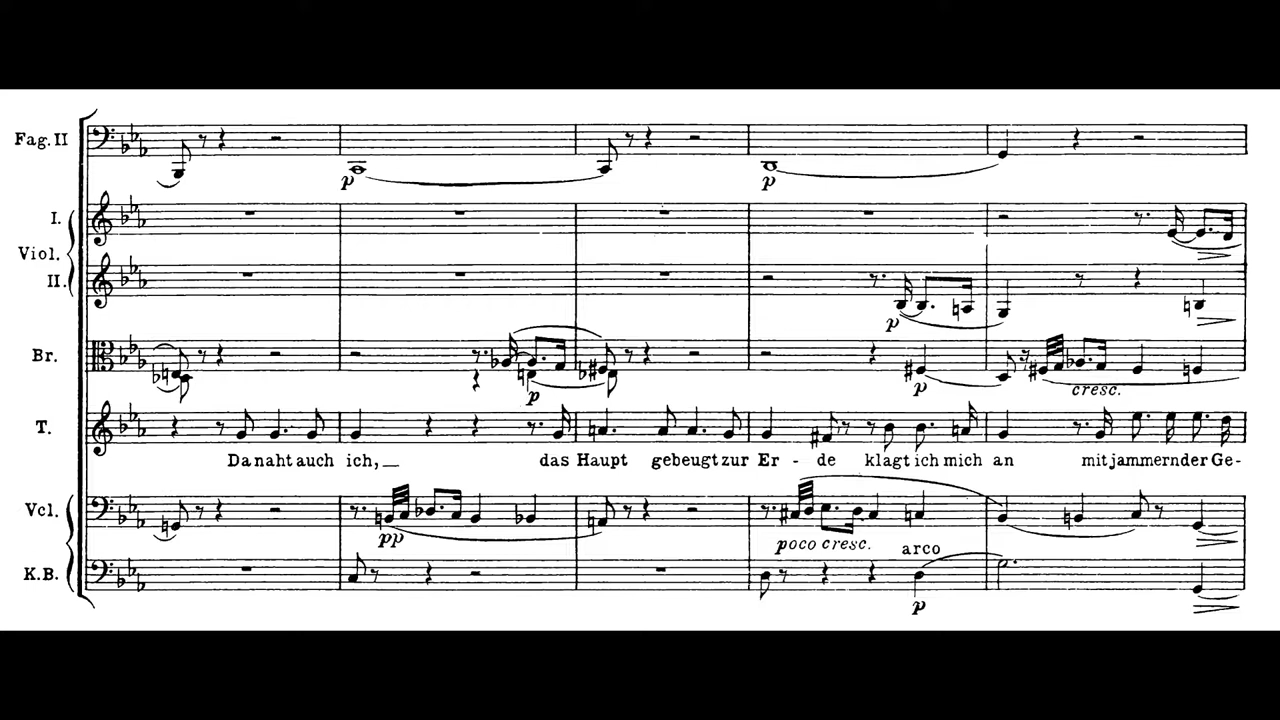 Fag. II
p
p
I.
Viol.
II.
p
Br.
p
p
cresc.
T.
Da naht auch ich, das Haupt gebeugt zur Er - de klagt ich mich an mit jammernder Ge-
Vcl.
pp
poco cresc.
arco
K.B.
p